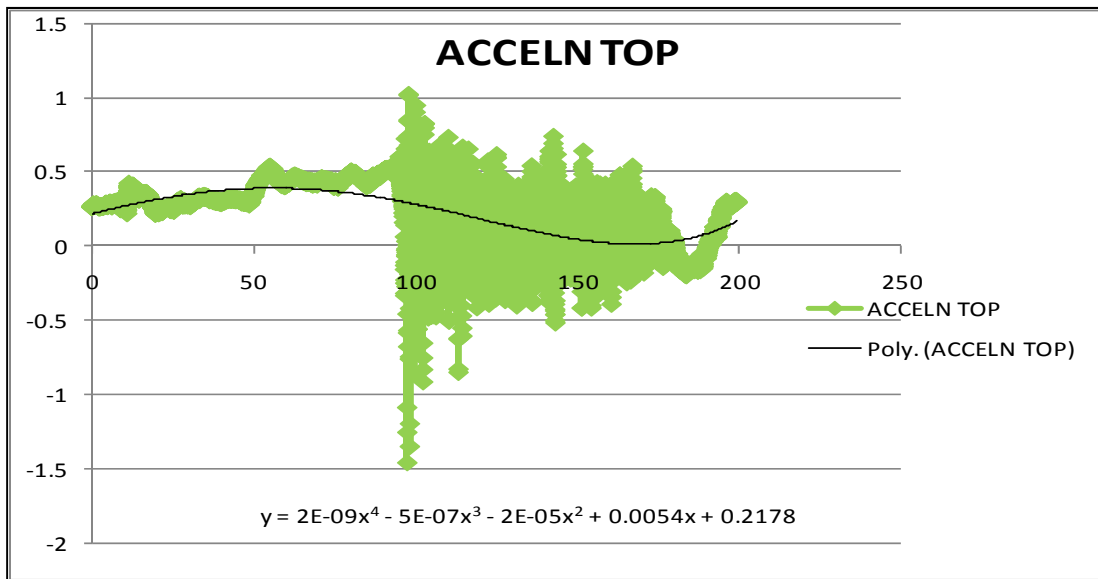 ACCELN TOP
1.5
1
0.5
0
-0.5
-1
-1.5
-2
0 50 100 150 200 250
ACCELN TOP
Poly. (ACCELN TOP)
y = 2E-09x⁴ - 5E-07x³ - 2E-05x² + 0.0054x + 0.2178